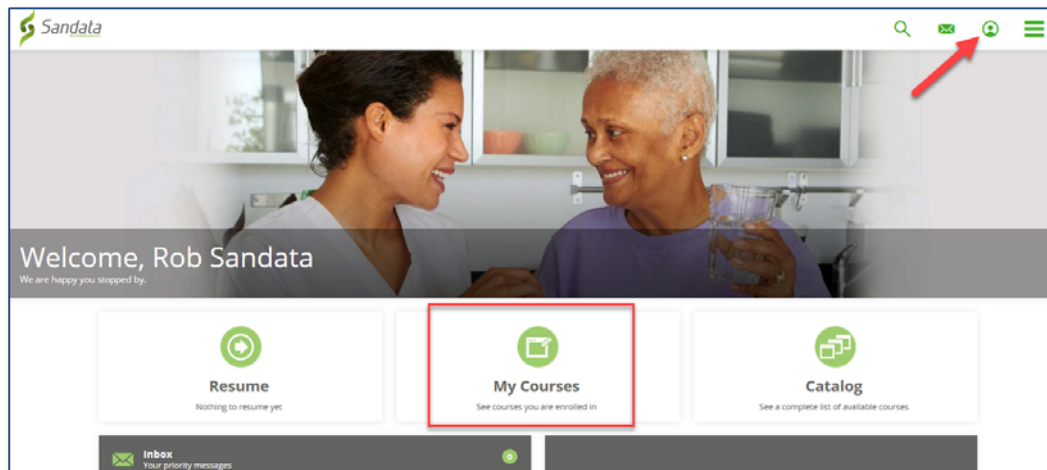 Sandata
Welcome, Rob Sandata
We are happy you stopped by.
Resume
Nothing to resume yet
My Courses
See courses you are enrolled in
Catalog
See a complete list of available courses
Inbox
Your priority messages
0